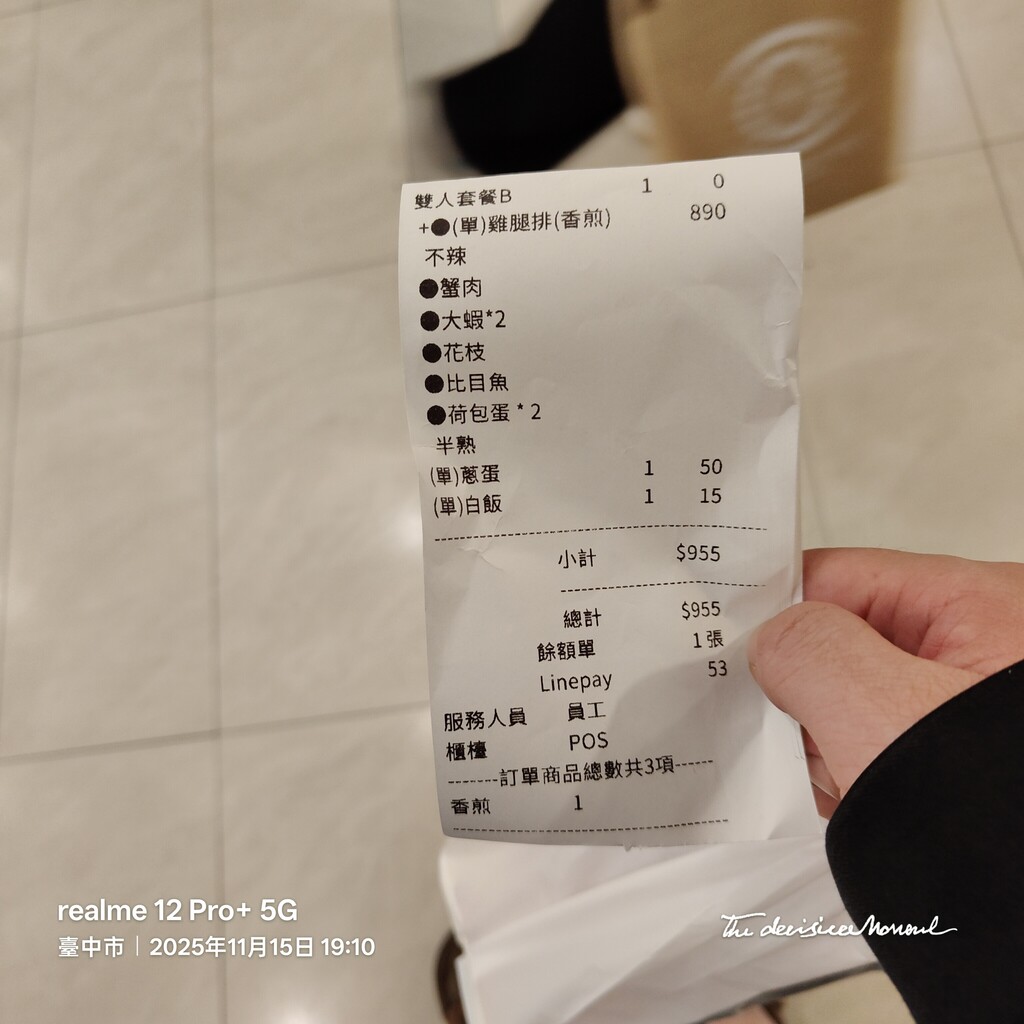 雙人套餐B 1 0
+●(單)雞腿排(香煎) 890
不辣
●蟹肉
●大蝦*2
●花枝
●比目魚
●荷包蛋 * 2
半熟
(單)蔥蛋 1 50
(單)白飯 1 15
小計 $955
總計 $955
餘額單 1 張
Linepay 53
服務人員 員工
櫃檯 POS
-------訂單商品總數共3項------
香煎 1
realme 12 Pro+ 5G
臺中市｜2025年11月15日 19:10
The decisive Moment